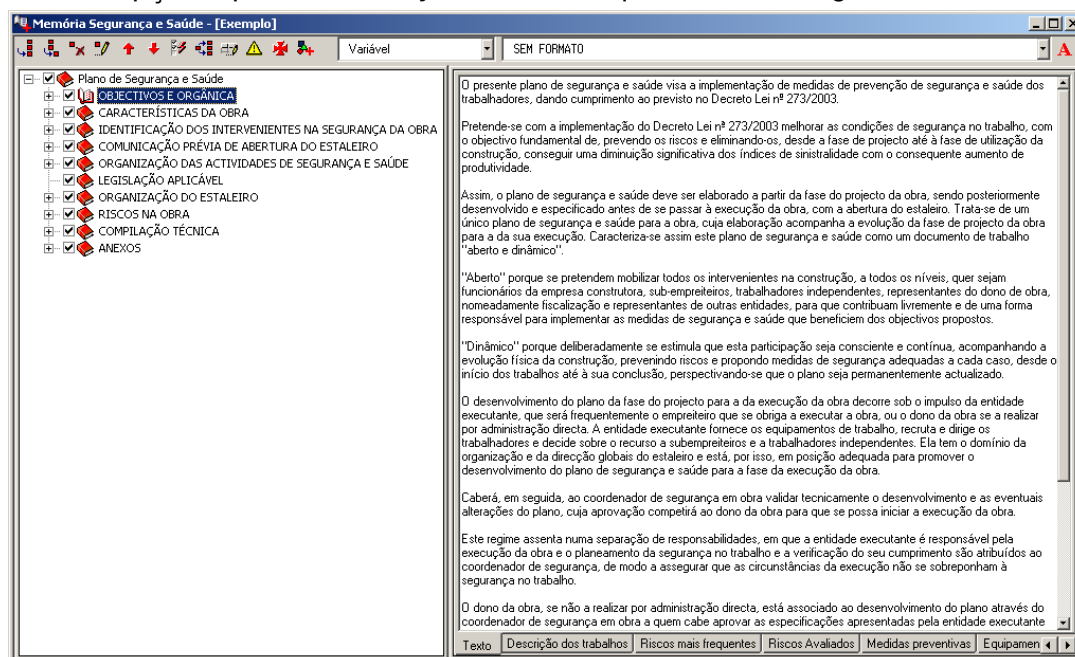 Memória Segurança e Saúde - [Exemplo]
Variável
SEM FORMATO
A
Plano de Segurança e Saúde
OBJECTIVOS E ORGÂNICA
CARACTERÍSTICAS DA OBRA
IDENTIFICAÇÃO DOS INTERVENIENTES NA SEGURANÇA DA OBRA
COMUNICAÇÃO PRÉVIA DE ABERTURA DO ESTALEIRO
ORGANIZAÇÃO DAS ACTIVIDADES DE SEGURANÇA E SAÚDE
LEGISLAÇÃO APLICÁVEL
ORGANIZAÇÃO DO ESTALEIRO
RISCOS NA OBRA
COMPILAÇÃO TÉCNICA
ANEXOS
O presente plano de segurança e saúde visa a implementação de medidas de prevenção de segurança e saúde dos
trabalhadores, dando cumprimento ao previsto no Decreto Lei nº 273/2003.
Pretende-se com a implementação do Decreto Lei nº 273/2003 melhorar as condições de segurança no trabalho, com
o objectivo fundamental de, prevendo os riscos e eliminando-os, desde a fase de projecto até à fase de utilização da
construção, conseguir uma diminuição significativa dos índices de sinistralidade com o consequente aumento de
produtividade.
Assim, o plano de segurança e saúde deve ser elaborado a partir da fase do projecto da obra, sendo posteriormente
desenvolvido e especificado antes de se passar à execução da obra, com a abertura do estaleiro. Trata-se de um
único plano de segurança e saúde para a obra, cuja elaboração acompanha a evolução da fase de projecto da obra
para a da sua execução. Caracteriza-se assim este plano de segurança e saúde como um documento de trabalho
"aberto e dinâmico".
"Aberto" porque se pretendem mobilizar todos os intervenientes na construção, a todos os níveis, quer sejam
funcionários da empresa construtora, sub-empreiteiros, trabalhadores independentes, representantes do dono de obra,
nomeadamente fiscalização e representantes de outras entidades, para que contribuam livremente e de uma forma
responsável para implementar as medidas de segurança e saúde que beneficiem dos objectivos propostos.
"Dinâmico" porque deliberadamente se estimula que esta participação seja consciente e contínua, acompanhando a
evolução física da construção, prevenindo riscos e propondo medidas de segurança adequadas a cada caso, desde o
início dos trabalhos até à sua conclusão, perspectivando-se que o plano seja permanentemente actualizado.
O desenvolvimento do plano da fase do projecto para a da execução da obra decorre sob o impulso da entidade
executante, que será frequentemente o empreiteiro que se obriga a executar a obra, ou o dono da obra se a realizar
por administração directa. A entidade executante fornece os equipamentos de trabalho, recruta e dirige os
trabalhadores e decide sobre o recurso a subempreiteiros e a trabalhadores independentes. Ela tem o domínio da
organização e da direcção globais do estaleiro e está, por isso, em posição adequada para promover o
desenvolvimento do plano de segurança e saúde para a fase da execução da obra.
Caberá, em seguida, ao coordenador de segurança em obra validar tecnicamente o desenvolvimento e as eventuais
alterações do plano, cuja aprovação competirá ao dono da obra para que se possa iniciar a execução da obra.
Este regime assenta numa separação de responsabilidades, em que a entidade executante é responsável pela
execução da obra e o planeamento da segurança no trabalho e a verificação do seu cumprimento são atribuídos ao
coordenador de segurança, de modo a assegurar que as circunstâncias da execução não se sobreponham à
segurança no trabalho.
O dono da obra, se não a realizar por administração directa, está associado ao desenvolvimento do plano através do
coordenador de segurança em obra a quem cabe aprovar as especificações apresentadas pela entidade executante
Texto Descrição dos trabalhos Riscos mais frequentes Riscos Avaliados Medidas preventivas Equipamen